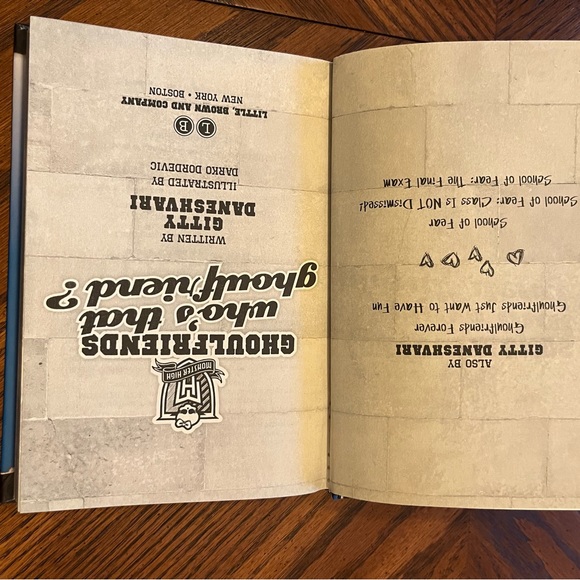 ALSO BY
GITTY DANESHVARI
Ghoulfriends Forever
Ghoulfriends Just Want to Have Fun
School of Fear
School of Fear: Class Is NOT Dismissed!
School of Fear: The Final Exam
MH
MONSTER HIGH
GHOULFRIENDS
who's that
ghoulfriend?
WRITTEN BY
GITTY
DANESHVARI
ILLUSTRATED BY
DARKO DORDEVIC
L B
LITTLE, BROWN AND COMPANY
NEW YORK • BOSTON